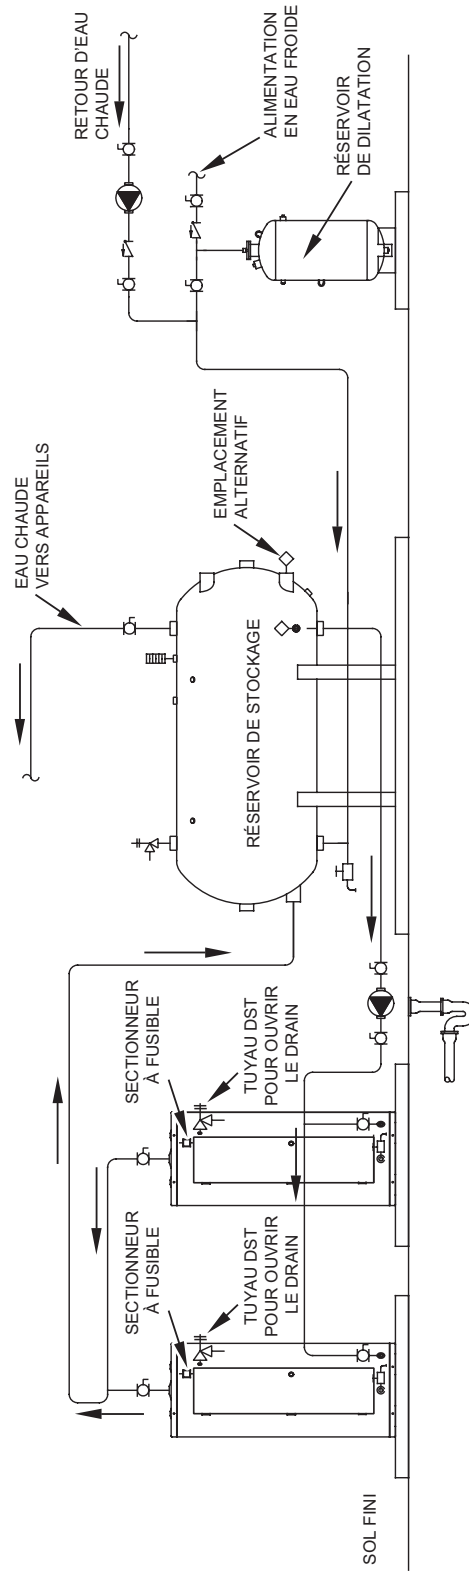 SOL FINI
SECTIONNEUR
À FUSIBLE
TUYAU DST
POUR OUVRIR
LE DRAIN
SECTIONNEUR
À FUSIBLE
TUYAU DST
POUR OUVRIR
LE DRAIN
RÉSERVOIR DE STOCKAGE
EAU CHAUDE
VERS APPAREILS
EMPLACEMENT
ALTERNATIF
RETOUR D'EAU
CHAUDE
ALIMENTATION
EN EAU FROIDE
RÉSERVOIR
DE DILATATION